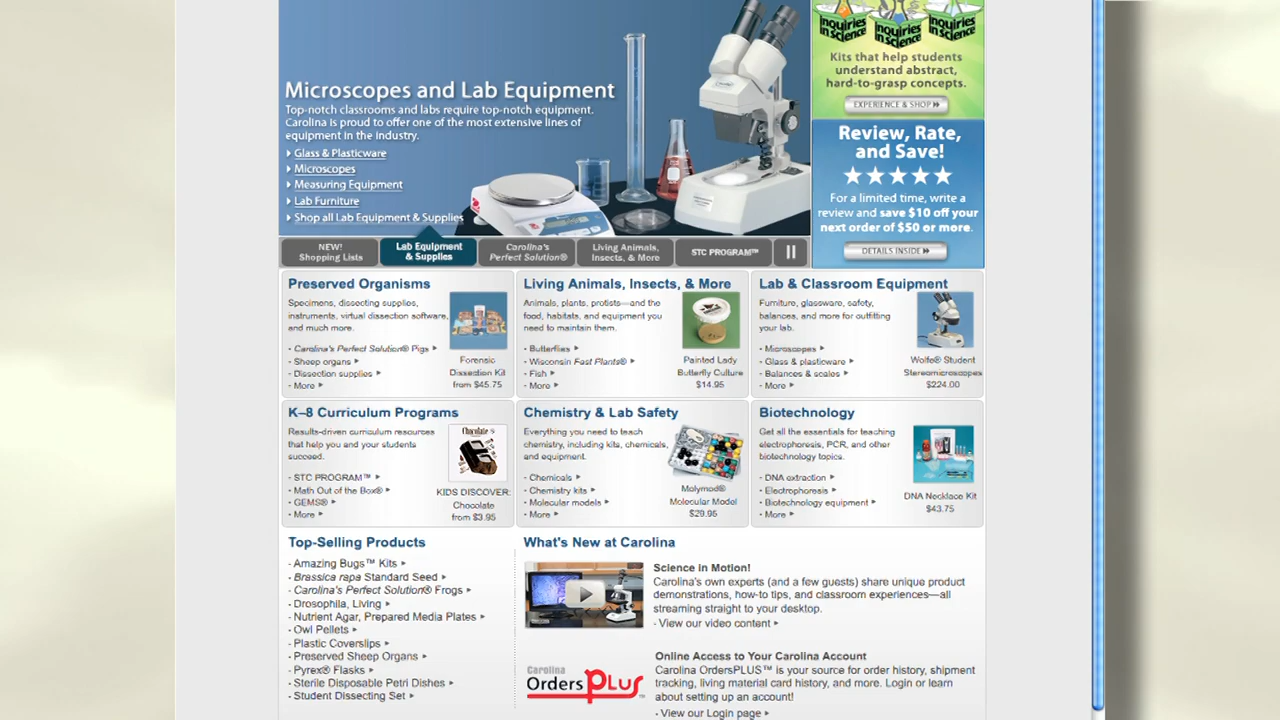 Inquiries in Science
Inquiries in Science
Inquiries in Science
Kits that help students
understand abstract,
hard-to-grasp concepts.
EXPERIENCE & SHOP
Microscopes and Lab Equipment
Top-notch classrooms and labs require top-notch equipment.
Carolina is proud to offer one of the most extensive lines of
equipment in the industry.
Glass & Plasticware
Microscopes
Measuring Equipment
Lab Furniture
Shop all Lab Equipment & Supplies
Review, Rate,
and Save!
For a limited time, write a
review and save $10 off your
next order of $50 or more.
DETAILS INSIDE
NEW!
Shopping Lists
Lab Equipment
& Supplies
Carolina's
Perfect Solution®
Living Animals,
Insects, & More
STC PROGRAM™
Preserved Organisms
Specimens, dissecting supplies,
instruments, virtual dissection software,
and much more.
- Carolina's Perfect Solution® Pigs
- Sheep organs
- Dissection supplies
- More
Forensic
Dissection Kit
from $45.75
Living Animals, Insects, & More
Animals, plants, protists—and the
food, habitats, and equipment you
need to maintain them.
- Butterflies
- Wisconsin Fast Plants®
- Fish
- More
Painted Lady
Butterfly Culture
$14.95
Lab & Classroom Equipment
Furniture, glassware, safety,
balances, and more for outfitting
your lab.
- Microscopes
- Glass & plasticware
- Balances & scales
- More
Wolfe® Student
Stereomicroscopes
$224.00
K–8 Curriculum Programs
Results-driven curriculum resources
that help you and your students
succeed.
- STC PROGRAM™
- Math Out of the Box®
- GEMS®
- More
Chocolate
KIDS DISCOVER:
Chocolate
from $3.95
Chemistry & Lab Safety
Everything you need to teach
chemistry, including kits, chemicals,
and equipment.
- Chemicals
- Chemistry kits
- Molecular models
- More
Molymod®
Molecular Model
$29.95
Biotechnology
Get all the essentials for teaching
electrophoresis, PCR, and other
biotechnology topics.
- DNA extraction
- Electrophoresis
- Biotechnology equipment
- More
DNA Necklace Kit
$43.75
Top-Selling Products
- Amazing Bugs™ Kits
- Brassica rapa Standard Seed
- Carolina's Perfect Solution® Frogs
- Drosophila, Living
- Nutrient Agar, Prepared Media Plates
- Owl Pellets
- Plastic Coverslips
- Preserved Sheep Organs
- Pyrex® Flasks
- Sterile Disposable Petri Dishes
- Student Dissecting Set
What's New at Carolina
Science in Motion!
Carolina's own experts (and a few guests) share unique product
demonstrations, how-to tips, and classroom experiences—all
streaming straight to your desktop.
- View our video content
Carolina
OrdersPLUS™
Online Access to Your Carolina Account
Carolina OrdersPLUS™ is your source for order history, shipment
tracking, living material card history, and more. Login or learn
about setting up an account!
- View our Login page